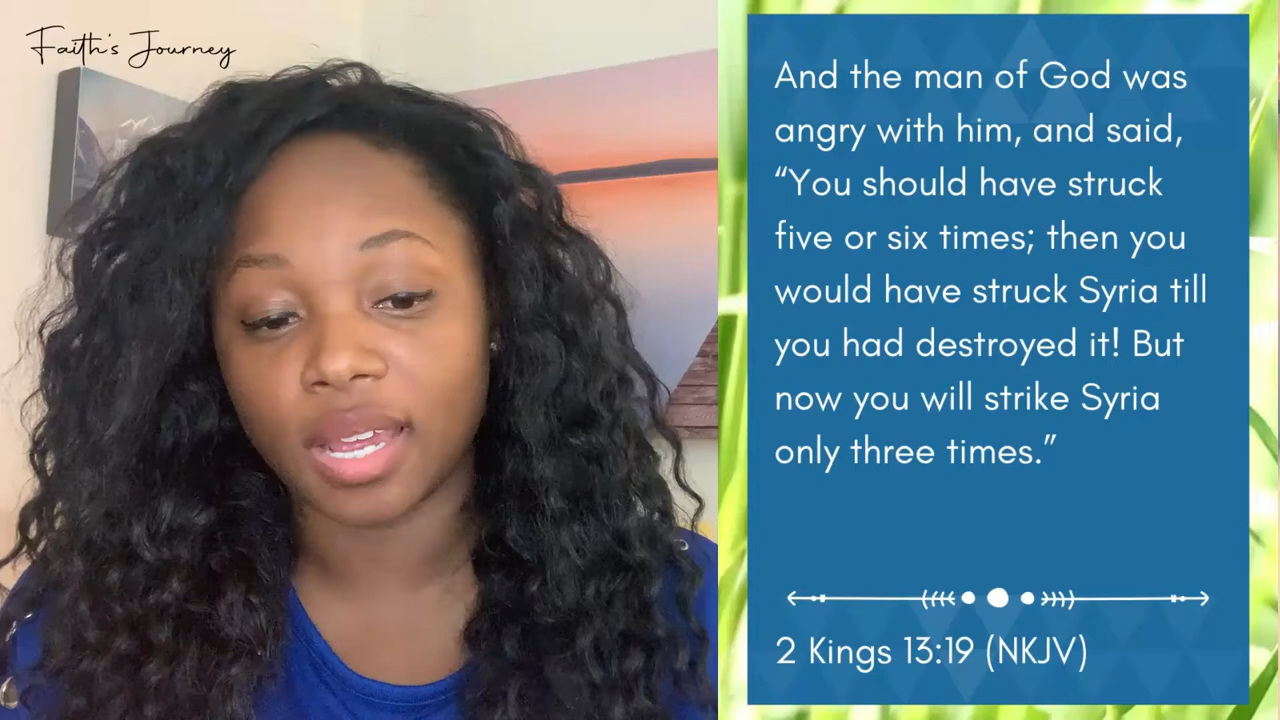 Faith's Journey
And the man of God was
angry with him, and said,
“You should have struck
five or six times; then you
would have struck Syria till
you had destroyed it! But
now you will strike Syria
only three times.”
2 Kings 13:19 (NKJV)